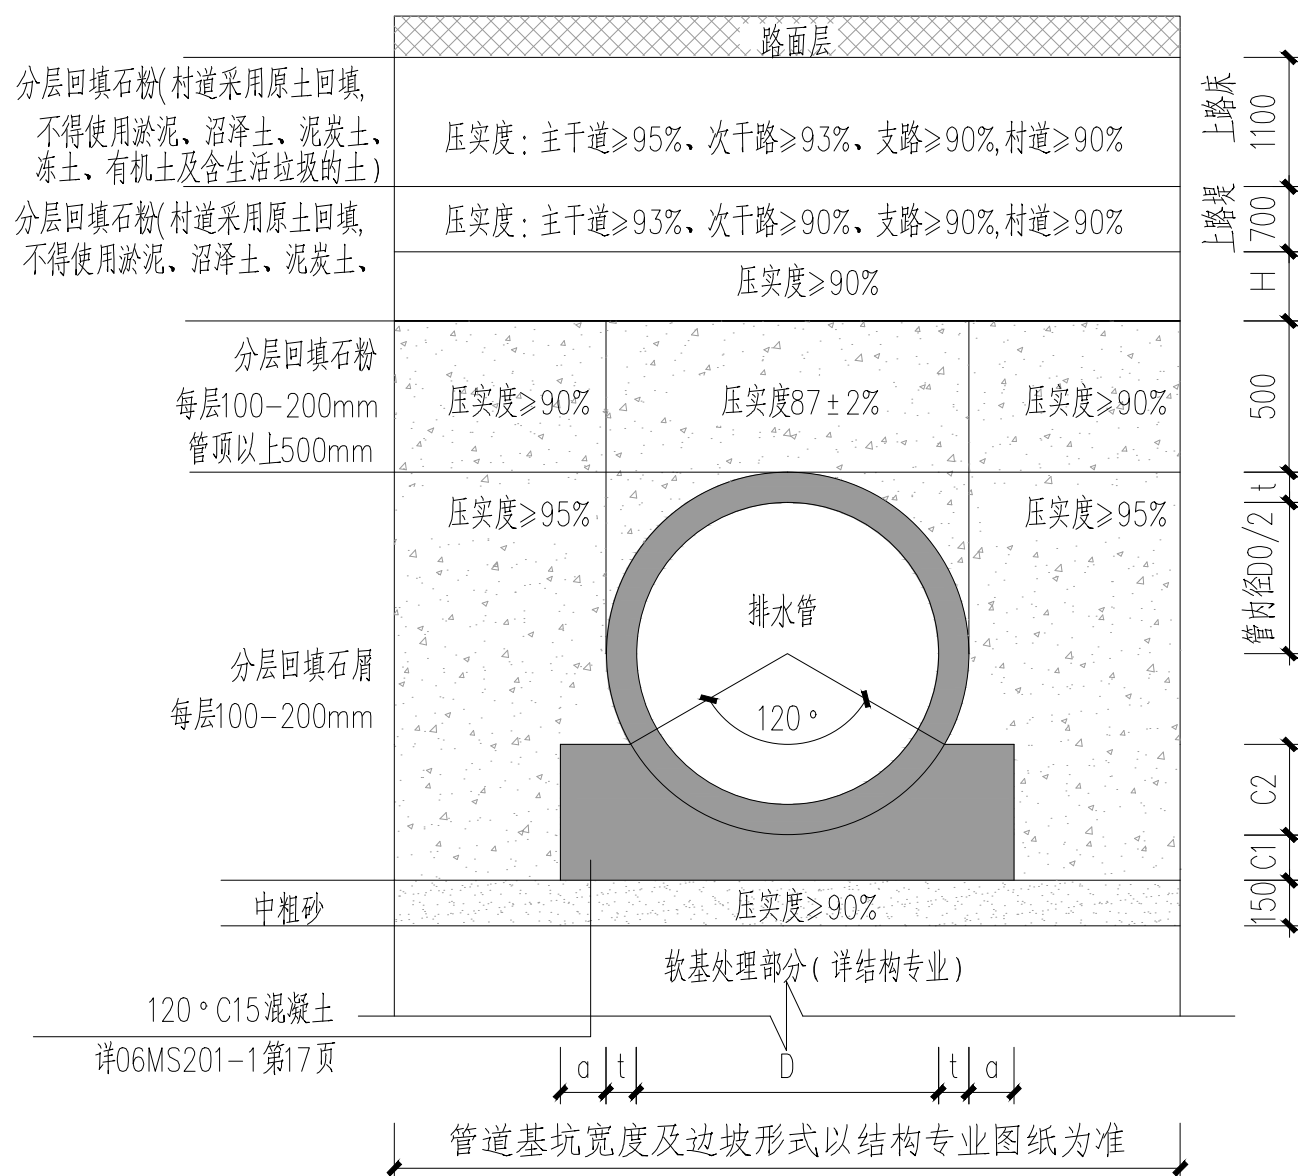 路面层
分层回填石粉(村道采用原土回填,
不得使用淤泥、沼泽土、泥炭土、
冻土、有机土及含生活垃圾的土)
压实度：主干道≥95%、次干路≥93%、支路≥90%,村道≥90%
上路床
1100
分层回填石粉(村道采用原土回填,
不得使用淤泥、沼泽土、泥炭土、
压实度：主干道≥93%、次干路≥90%、支路≥90%,村道≥90%
上路堤
700
压实度≥90%
H
分层回填石粉
每层100-200mm
管顶以上500mm
压实度≥90%
压实度87±2%
压实度≥90%
500
压实度≥95%
压实度≥95%
t
管内径D0/2
排水管
120°
分层回填石屑
每层100-200mm
C2
C1
中粗砂
压实度≥90%
150
软基处理部分(详结构专业)
120°C15混凝土
详06MS201-1第17页
a
t
D
t
a
管道基坑宽度及边坡形式以结构专业图纸为准